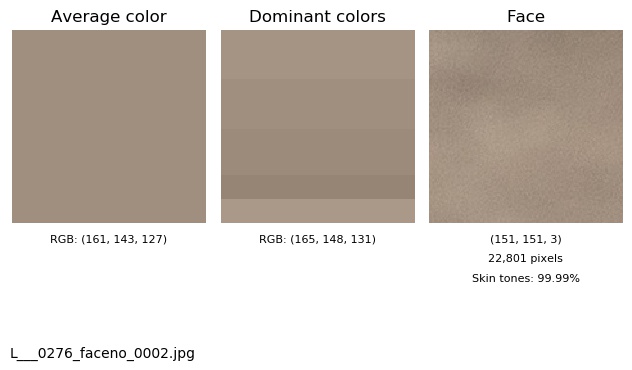 Average color
Dominant colors
Face
RGB: (161, 143, 127)
RGB: (165, 148, 131)
(151, 151, 3)
22,801 pixels
Skin tones: 99.99%
L___0276_faceno_0002.jpg